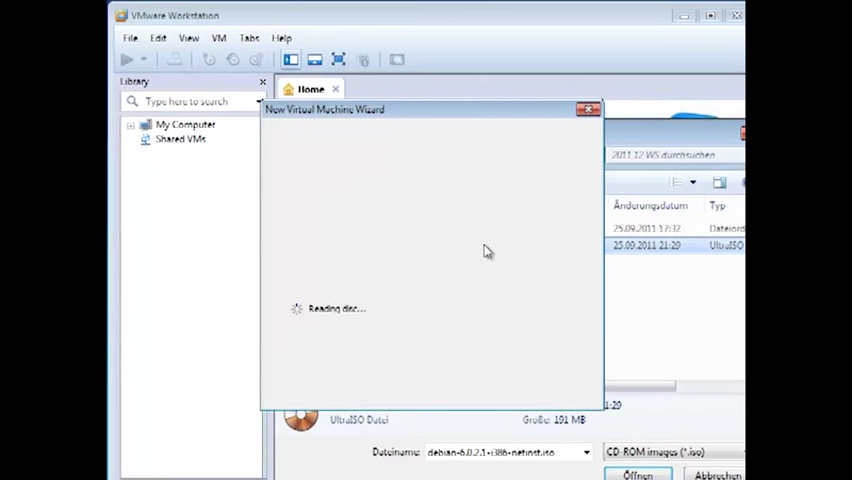 VMware Workstation
File Edit View VM Tabs Help
Library
Home
Type here to search
New Virtual Machine Wizard
My Computer
Shared VMs
2011.12 WS durchsuchen
Änderungsdatum Typ
25.09.2011 17:32 Dateiord
25.09.2011 21:29 UltraISO
Reading disc...
1:29
UltraISO Datei Größe: 191 MB
Dateiname: debian-6.0.2.1-i386-netinst.iso CD-ROM images (*.iso)
Öffnen Abbrechen